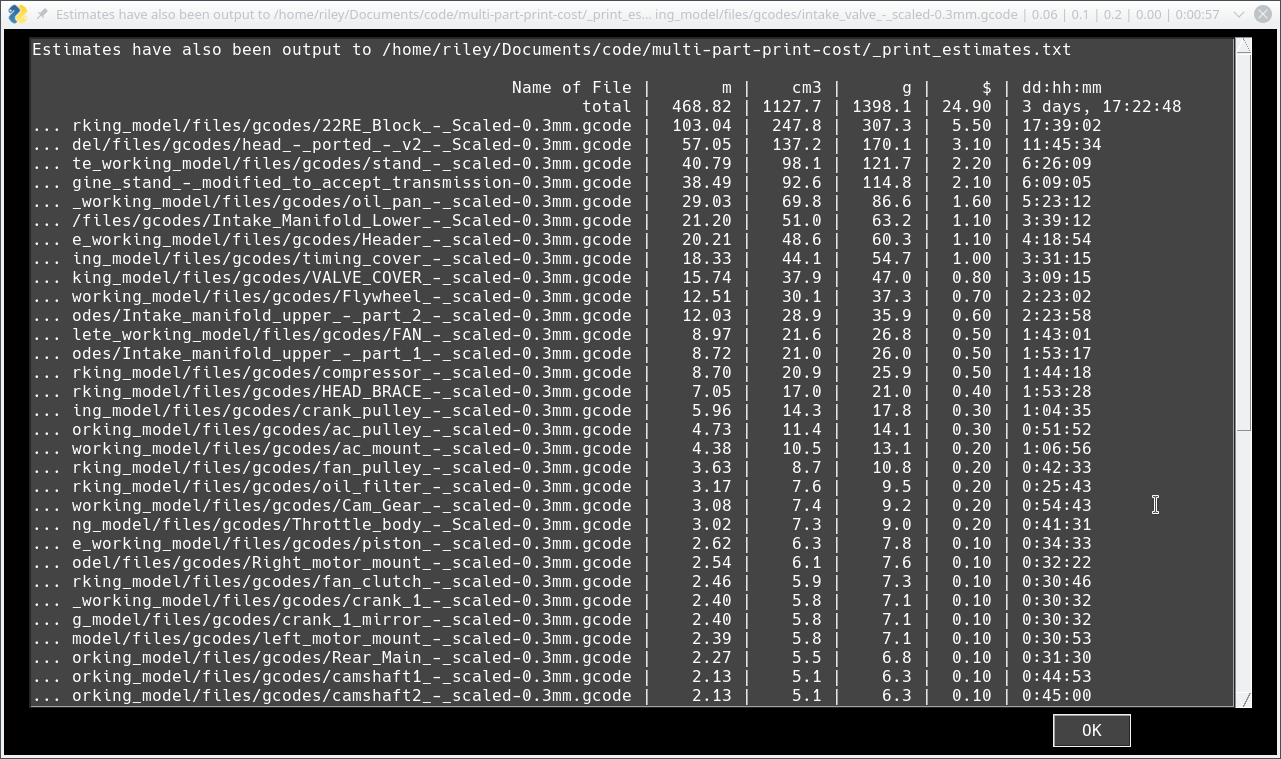 Estimates have also been output to /home/riley/Documents/code/multi-part-print-cost/_print_es... ing_model/files/gcodes/intake_valve_-_scaled-0.3mm.gcode | 0.06 | 0.1 | 0.2 | 0.00 | 0:00:57
Estimates have also been output to /home/riley/Documents/code/multi-part-print-cost/_print_estimates.txt
Name of File | m | cm3 | g | $ | dd:hh:mm
total | 468.82 | 1127.7 | 1398.1 | 24.90 | 3 days, 17:22:48
... rking_model/files/gcodes/22RE_Block_-_Scaled-0.3mm.gcode | 103.04 | 247.8 | 307.3 | 5.50 | 17:39:02
... del/files/gcodes/head_-_ported_-_v2_-_Scaled-0.3mm.gcode | 57.05 | 137.2 | 170.1 | 3.10 | 11:45:34
... te_working_model/files/gcodes/stand_-_scaled-0.3mm.gcode | 40.79 | 98.1 | 121.7 | 2.20 | 6:26:09
... gine_stand_-_modified_to_accept_transmission-0.3mm.gcode | 38.49 | 92.6 | 114.8 | 2.10 | 6:09:05
... _working_model/files/gcodes/oil_pan_-_scaled-0.3mm.gcode | 29.03 | 69.8 | 86.6 | 1.60 | 5:23:12
... /files/gcodes/Intake_Manifold_Lower_-_scaled-0.3mm.gcode | 21.20 | 51.0 | 63.2 | 1.10 | 3:39:12
... e_working_model/files/gcodes/Header_-_scaled-0.3mm.gcode | 20.21 | 48.6 | 60.3 | 1.10 | 4:18:54
... ing_model/files/gcodes/timing_cover_-_scaled-0.3mm.gcode | 18.33 | 44.1 | 54.7 | 1.00 | 3:31:15
... king_model/files/gcodes/VALVE_COVER_-_scaled-0.3mm.gcode | 15.74 | 37.9 | 47.0 | 0.80 | 3:09:15
... working_model/files/gcodes/Flywheel_-_scaled-0.3mm.gcode | 12.51 | 30.1 | 37.3 | 0.70 | 2:23:02
... odes/Intake_manifold_upper_-_part_2_-_scaled-0.3mm.gcode | 12.03 | 28.9 | 35.9 | 0.60 | 2:23:58
... lete_working_model/files/gcodes/FAN_-_scaled-0.3mm.gcode | 8.97 | 21.6 | 26.8 | 0.50 | 1:43:01
... odes/Intake_manifold_upper_-_part_1_-_scaled-0.3mm.gcode | 8.72 | 21.0 | 26.0 | 0.50 | 1:53:17
... rking_model/files/gcodes/compressor_-_scaled-0.3mm.gcode | 8.70 | 20.9 | 25.9 | 0.50 | 1:44:18
... rking_model/files/gcodes/HEAD_BRACE_-_scaled-0.3mm.gcode | 7.05 | 17.0 | 21.0 | 0.40 | 1:53:28
... ing_model/files/gcodes/crank_pulley_-_scaled-0.3mm.gcode | 5.96 | 14.3 | 17.8 | 0.30 | 1:04:35
... orking_model/files/gcodes/ac_pulley_-_scaled-0.3mm.gcode | 4.73 | 11.4 | 14.1 | 0.30 | 0:51:52
... working_model/files/gcodes/ac_mount_-_scaled-0.3mm.gcode | 4.38 | 10.5 | 13.1 | 0.20 | 1:06:56
... rking_model/files/gcodes/fan_pulley_-_scaled-0.3mm.gcode | 3.63 | 8.7 | 10.8 | 0.20 | 0:42:33
... rking_model/files/gcodes/oil_filter_-_scaled-0.3mm.gcode | 3.17 | 7.6 | 9.5 | 0.20 | 0:25:43
... working_model/files/gcodes/Cam_Gear_-_scaled-0.3mm.gcode | 3.08 | 7.4 | 9.2 | 0.20 | 0:54:43
... ng_model/files/gcodes/Throttle_body_-_scaled-0.3mm.gcode | 3.02 | 7.3 | 9.0 | 0.20 | 0:41:31
... e_working_model/files/gcodes/piston_-_scaled-0.3mm.gcode | 2.62 | 6.3 | 7.8 | 0.10 | 0:34:33
... odel/files/gcodes/Right_motor_mount_-_scaled-0.3mm.gcode | 2.54 | 6.1 | 7.6 | 0.10 | 0:32:22
... rking_model/files/gcodes/fan_clutch_-_scaled-0.3mm.gcode | 2.46 | 5.9 | 7.3 | 0.10 | 0:30:46
... _working_model/files/gcodes/crank_1_-_scaled-0.3mm.gcode | 2.40 | 5.8 | 7.1 | 0.10 | 0:30:32
... g_model/files/gcodes/crank_1_mirror_-_scaled-0.3mm.gcode | 2.40 | 5.8 | 7.1 | 0.10 | 0:30:32
... model/files/gcodes/left_motor_mount_-_scaled-0.3mm.gcode | 2.39 | 5.8 | 7.1 | 0.10 | 0:30:53
... orking_model/files/gcodes/Rear_Main_-_scaled-0.3mm.gcode | 2.27 | 5.5 | 6.8 | 0.10 | 0:31:30
... orking_model/files/gcodes/camshaft1_-_scaled-0.3mm.gcode | 2.13 | 5.1 | 6.3 | 0.10 | 0:44:53
... orking_model/files/gcodes/camshaft2_-_scaled-0.3mm.gcode | 2.13 | 5.1 | 6.3 | 0.10 | 0:45:00
OK